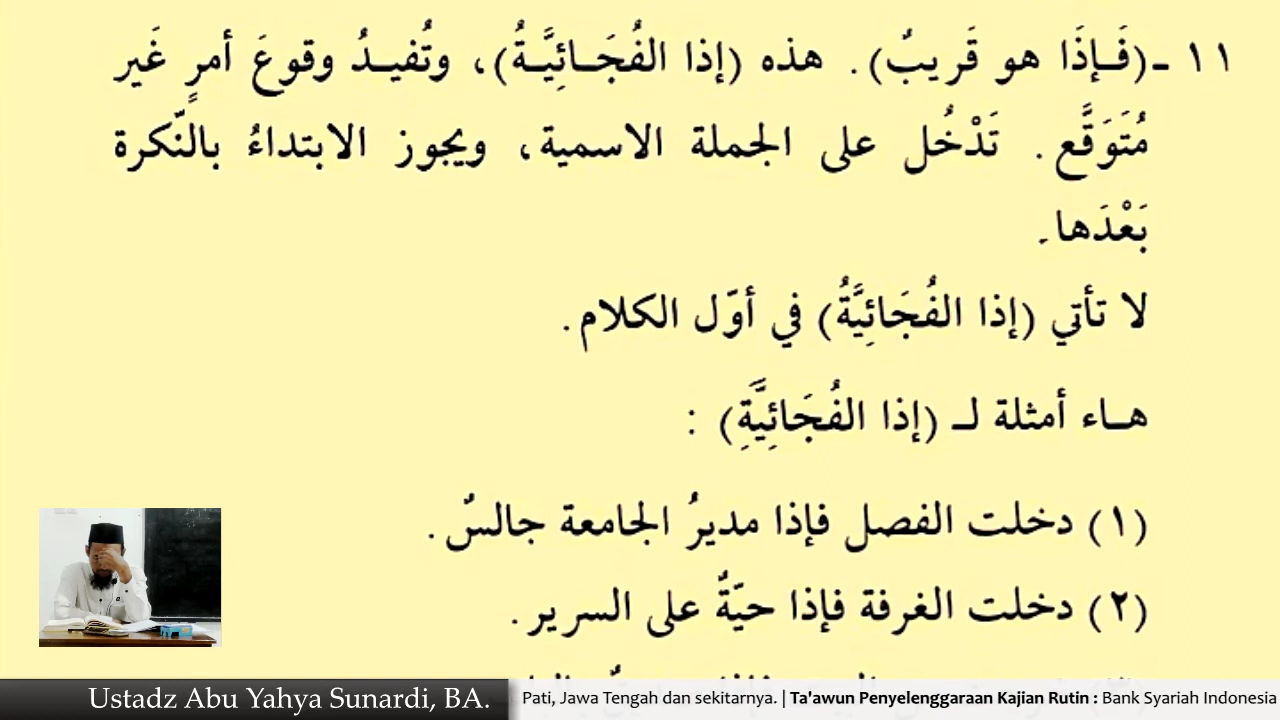 ١١ ـ (فَـإِذَا هو قَريبٌ). هذه (إذا الفُجَـائِيَّـةُ)، وتُفيـدُ وقوعَ أمرٍ غَير
مُتَوَقَّع. تَدْخُل على الجملة الاسمية، ويجوز الابتداءُ بالنّكرة
بَعْدَها.
لا تأتي (إذا الفُجَائِيَّةُ) في أوّل الكلام.
هـاء أمثلة لـ (إذا الفُجَائِيَّةِ) :
(١) دخلت الفصل فإذا مديرُ الجامعة جالسٌ.
(٢) دخلت الغرفة فإذا حيّةٌ على السرير.
Ustadz Abu Yahya Sunardi, BA.
Pati, Jawa Tengah dan sekitarnya. | Ta'awun Penyelenggaraan Kajian Rutin : Bank Syariah Indonesia